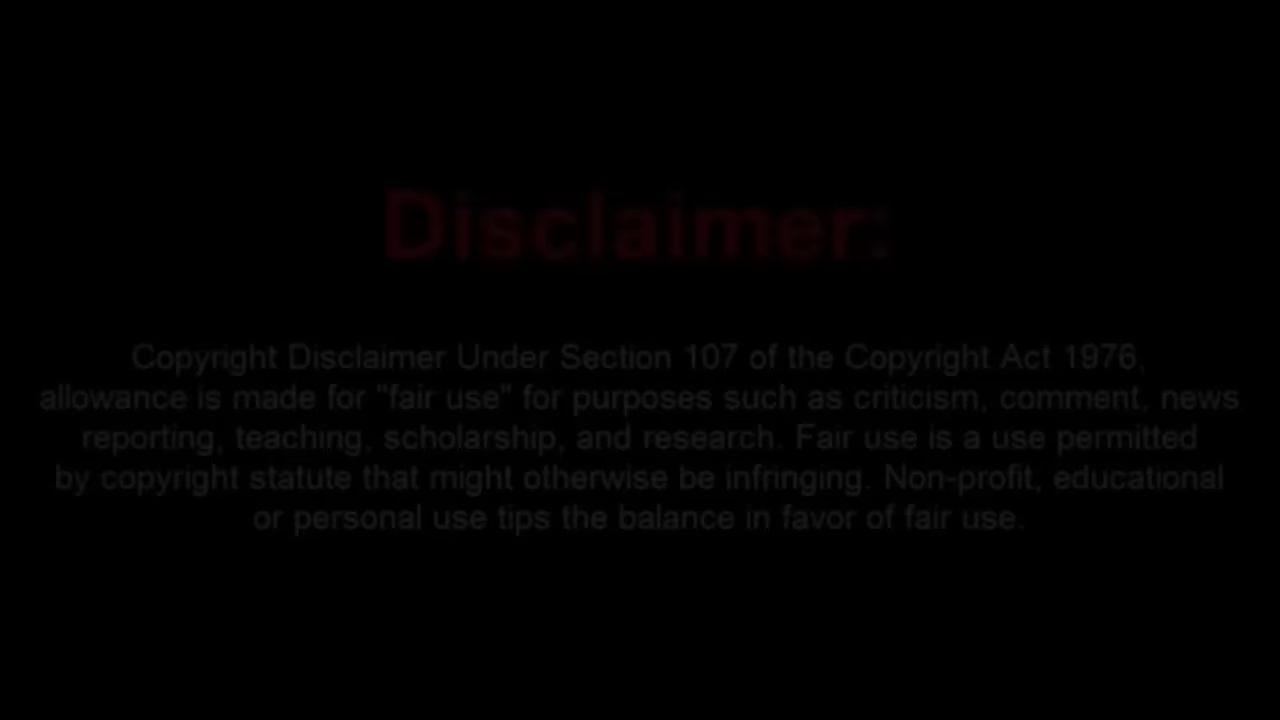 Disclaimer:
Copyright Disclaimer Under Section 107 of the Copyright Act 1976,
allowance is made for "fair use" for purposes such as criticism, comment, news
reporting, teaching, scholarship, and research. Fair use is a use permitted
by copyright statute that might otherwise be infringing. Non-profit, educational
or personal use tips the balance in favor of fair use.